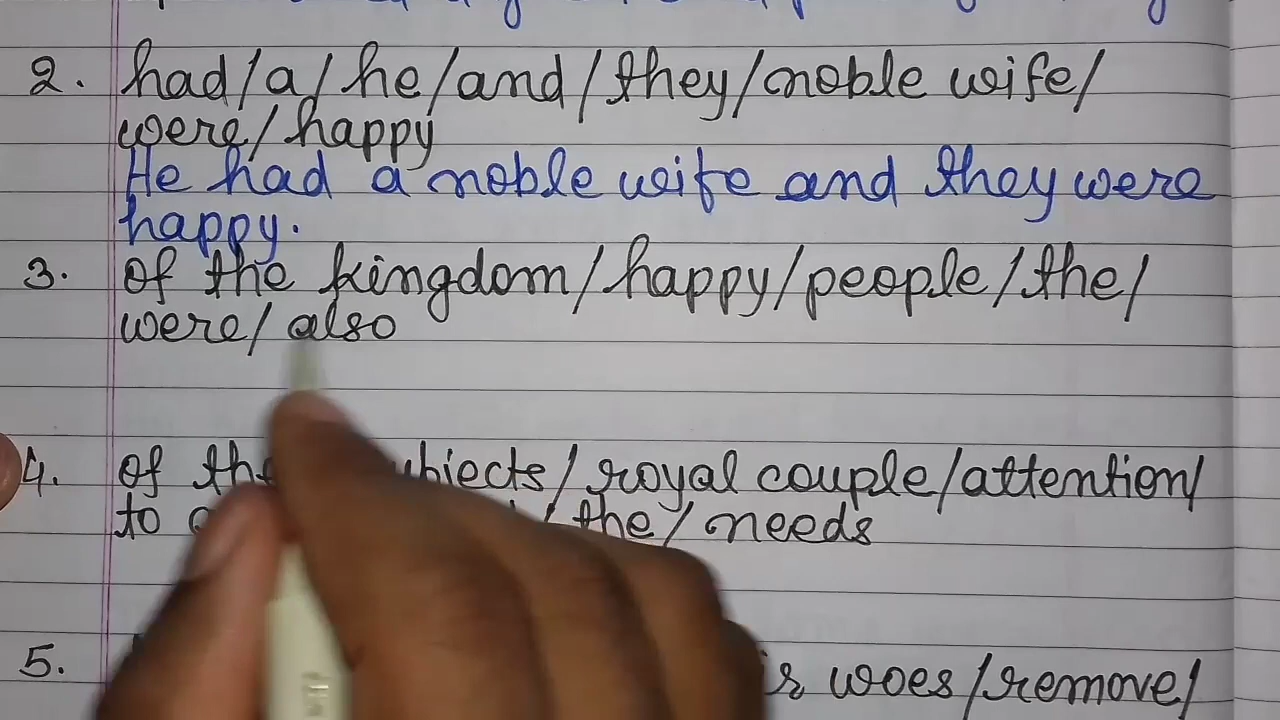 2. had/a/he/and/they/noble wife/
were/happy
He had a noble wife and they were
happy.
3. of the kingdom/happy/people/the/
were/also
4. of the subjects/royal couple/attention/
to the/needs
5. woes/remove/